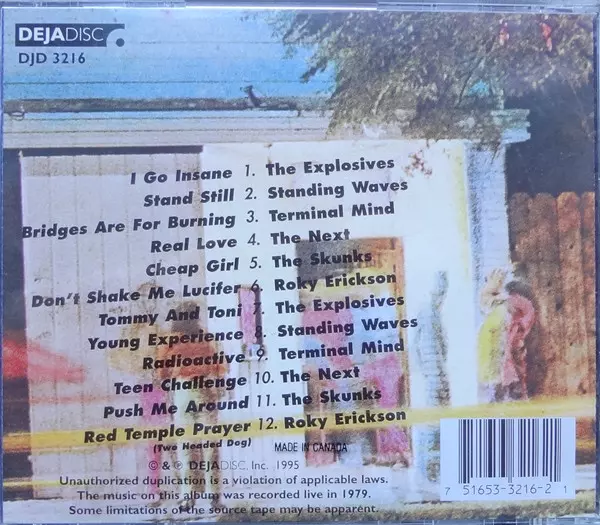 DEJADISC
DJD 3216
I Go Insane 1. The Explosives
Stand Still 2. Standing Waves
Bridges Are For Burning 3. Terminal Mind
Real Love 4. The Next
Cheap Girl 5. The Skunks
Don't Shake Me Lucifer 6. Roky Erickson
Tommy And Toni 7. The Explosives
Young Experience 8. Standing Waves
Radioactive 9. Terminal Mind
Teen Challenge 10. The Next
Push Me Around 11. The Skunks
Red Temple Prayer 12. Roky Erickson
(Two Headed Dog)
MADE IN CANADA
© & ℗ DEJADISC, Inc. 1995
Unauthorized duplication is a violation of applicable laws.
The music on this album was recorded live in 1979.
Some limitations of the source tape may be apparent.
7 51653-3216-2 1